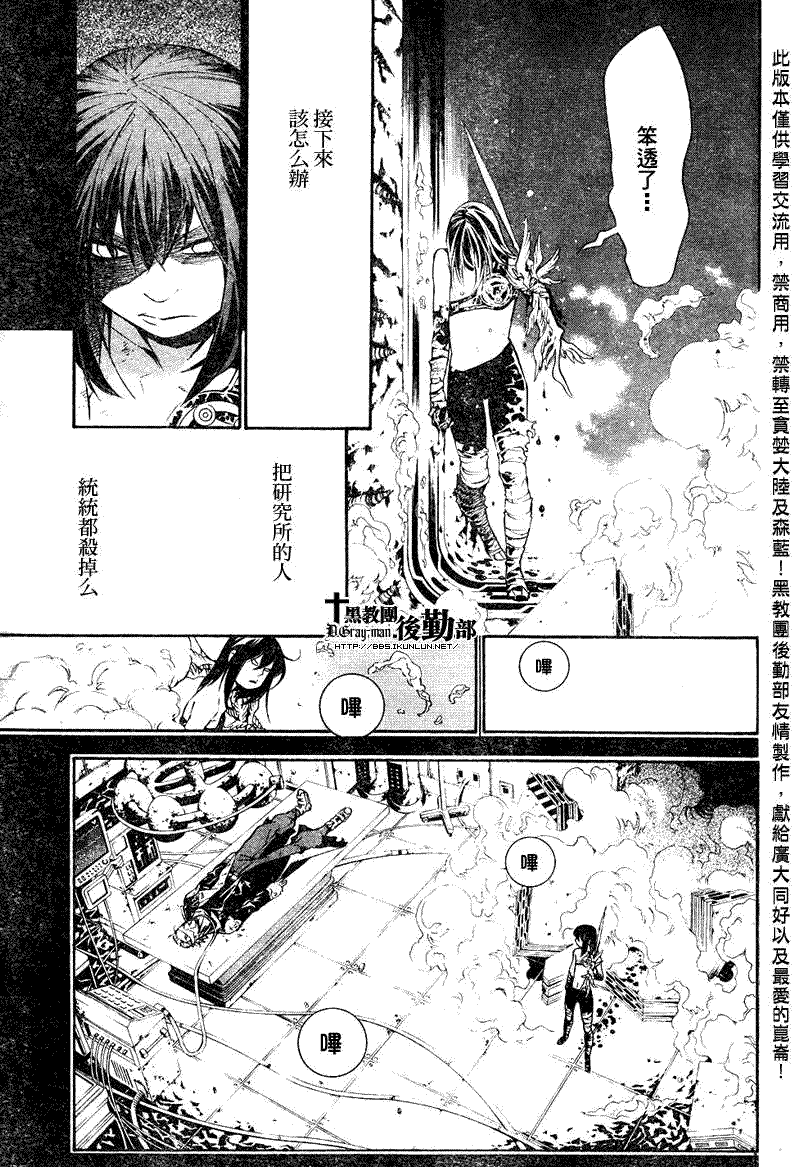 笨透了…
接下來
該怎么辦
把研究所的人
統統都殺掉么
黑教團
D.Gray-man
後勤部
HTTP://BBS.IKUNLUN.NET/
嗶
嗶
嗶
嗶
此版本僅供學習交流用，禁商用，禁轉至貪婪大陸及森藍！黑教團後勤部友情製作，獻給廣大同好以及最愛的崑崙！